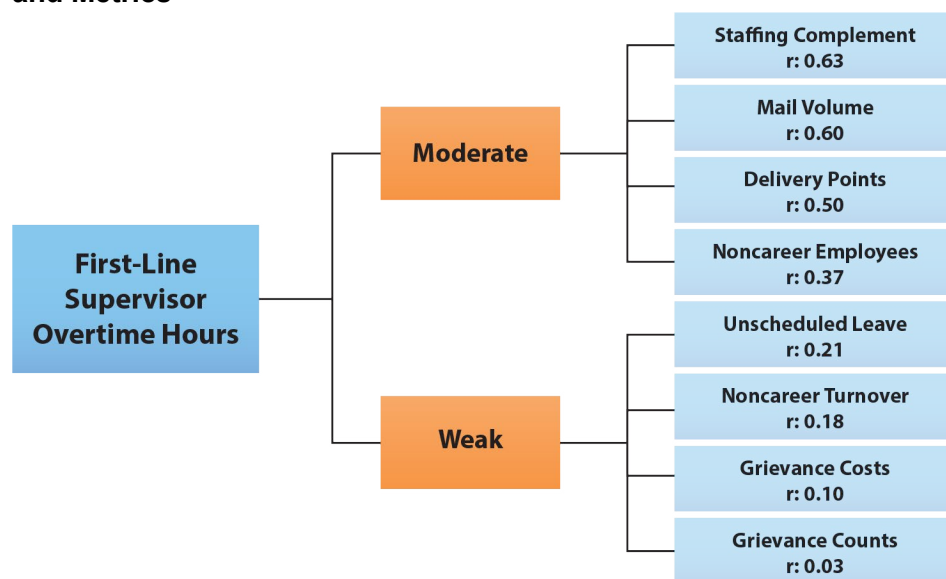 and Metrics
First-Line
Supervisor
Overtime Hours
Moderate
Staffing Complement
r: 0.63
Mail Volume
r: 0.60
Delivery Points
r: 0.50
Noncareer Employees
r: 0.37
Weak
Unscheduled Leave
r: 0.21
Noncareer Turnover
r: 0.18
Grievance Costs
r: 0.10
Grievance Counts
r: 0.03